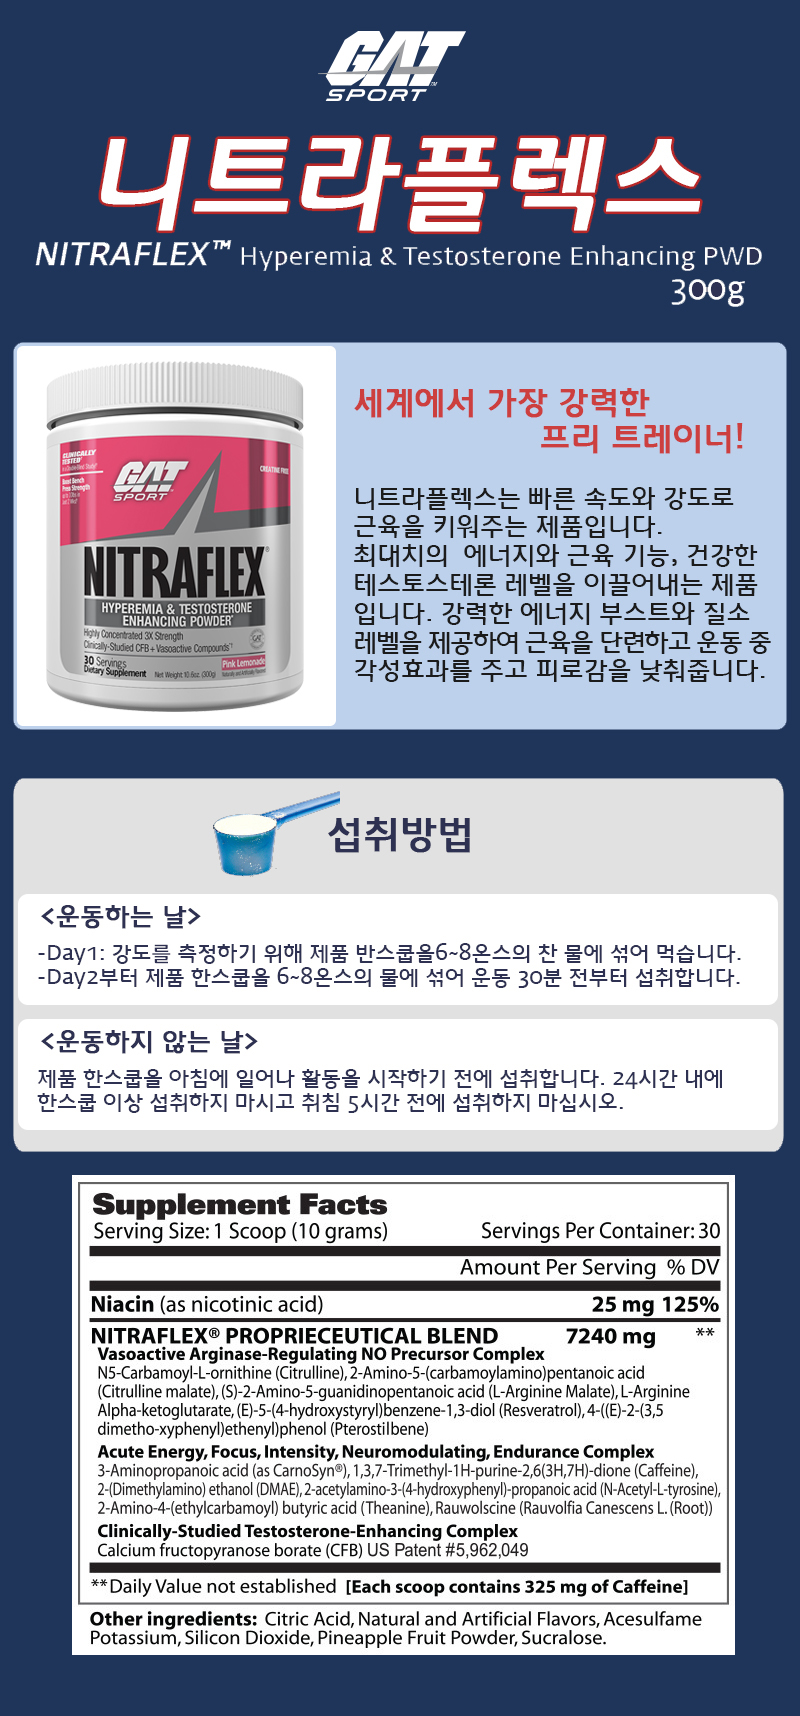 GAT
SPORT™
니트라플렉스
NITRAFLEX™ Hyperemia & Testosterone Enhancing PWD
300g
CLINICALLY
TESTED
CREATINE FREE
GAT
SPORT
NITRAFLEX®
HYPEREMIA & TESTOSTERONE
ENHANCING POWDER
Highly Concentrated 3X Strength
Clinically-Studied CFB + Vasoactive Compounds
30 Servings
Dietary Supplement
Net Weight 10.6oz. (300g)
Pink Lemonade
Naturally and Artificially Flavored
세계에서 가장 강력한
프리 트레이너!
니트라플렉스는 빠른 속도와 강도로
근육을 키워주는 제품입니다.
최대치의 에너지와 근육 기능, 건강한
테스토스테론 레벨을 이끌어내는 제품
입니다. 강력한 에너지 부스트와 질소
레벨을 제공하여 근육을 단련하고 운동 중
각성효과를 주고 피로감을 낮춰줍니다.
섭취방법
<운동하는 날>
-Day1: 강도를 측정하기 위해 제품 반스쿱을6~8온스의 찬 물에 섞어 먹습니다.
-Day2부터 제품 한스쿱을 6~8온스의 물에 섞어 운동 30분 전부터 섭취합니다.
<운동하지 않는 날>
제품 한스쿱을 아침에 일어나 활동을 시작하기 전에 섭취합니다. 24시간 내에
한스쿱 이상 섭취하지 마시고 취침 5시간 전에 섭취하지 마십시오.
Supplement Facts
Serving Size: 1 Scoop (10 grams) Servings Per Container: 30
Amount Per Serving % DV
Niacin (as nicotinic acid) 25 mg 125%
NITRAFLEX® PROPRIECEUTICAL BLEND 7240 mg **
Vasoactive Arginase-Regulating NO Precursor Complex
N5-Carbamoyl-L-ornithine (Citrulline), 2-Amino-5-(carbamoylamino)pentanoic acid
(Citrulline malate), (S)-2-Amino-5-guanidinopentanoic acid (L-Arginine Malate), L-Arginine
Alpha-ketoglutarate, (E)-5-(4-hydroxystyryl)benzene-1,3-diol (Resveratrol), 4-((E)-2-(3,5
dimetho-xyphenyl)ethenyl)phenol (Pterostilbene)
Acute Energy, Focus, Intensity, Neuromodulating, Endurance Complex
3-Aminopropanoic acid (as CarnoSyn®), 1,3,7-Trimethyl-1H-purine-2,6(3H,7H)-dione (Caffeine),
2-(Dimethylamino) ethanol (DMAE), 2-acetylamino-3-(4-hydroxyphenyl)-propanoic acid (N-Acetyl-L-tyrosine),
2-Amino-4-(ethylcarbamoyl) butyric acid (Theanine), Rauwolscine (Rauvolfia Canescens L. (Root))
Clinically-Studied Testosterone-Enhancing Complex
Calcium fructopyranose borate (CFB) US Patent #5,962,049
**Daily Value not established [Each scoop contains 325 mg of Caffeine]
Other ingredients: Citric Acid, Natural and Artificial Flavors, Acesulfame
Potassium, Silicon Dioxide, Pineapple Fruit Powder, Sucralose.